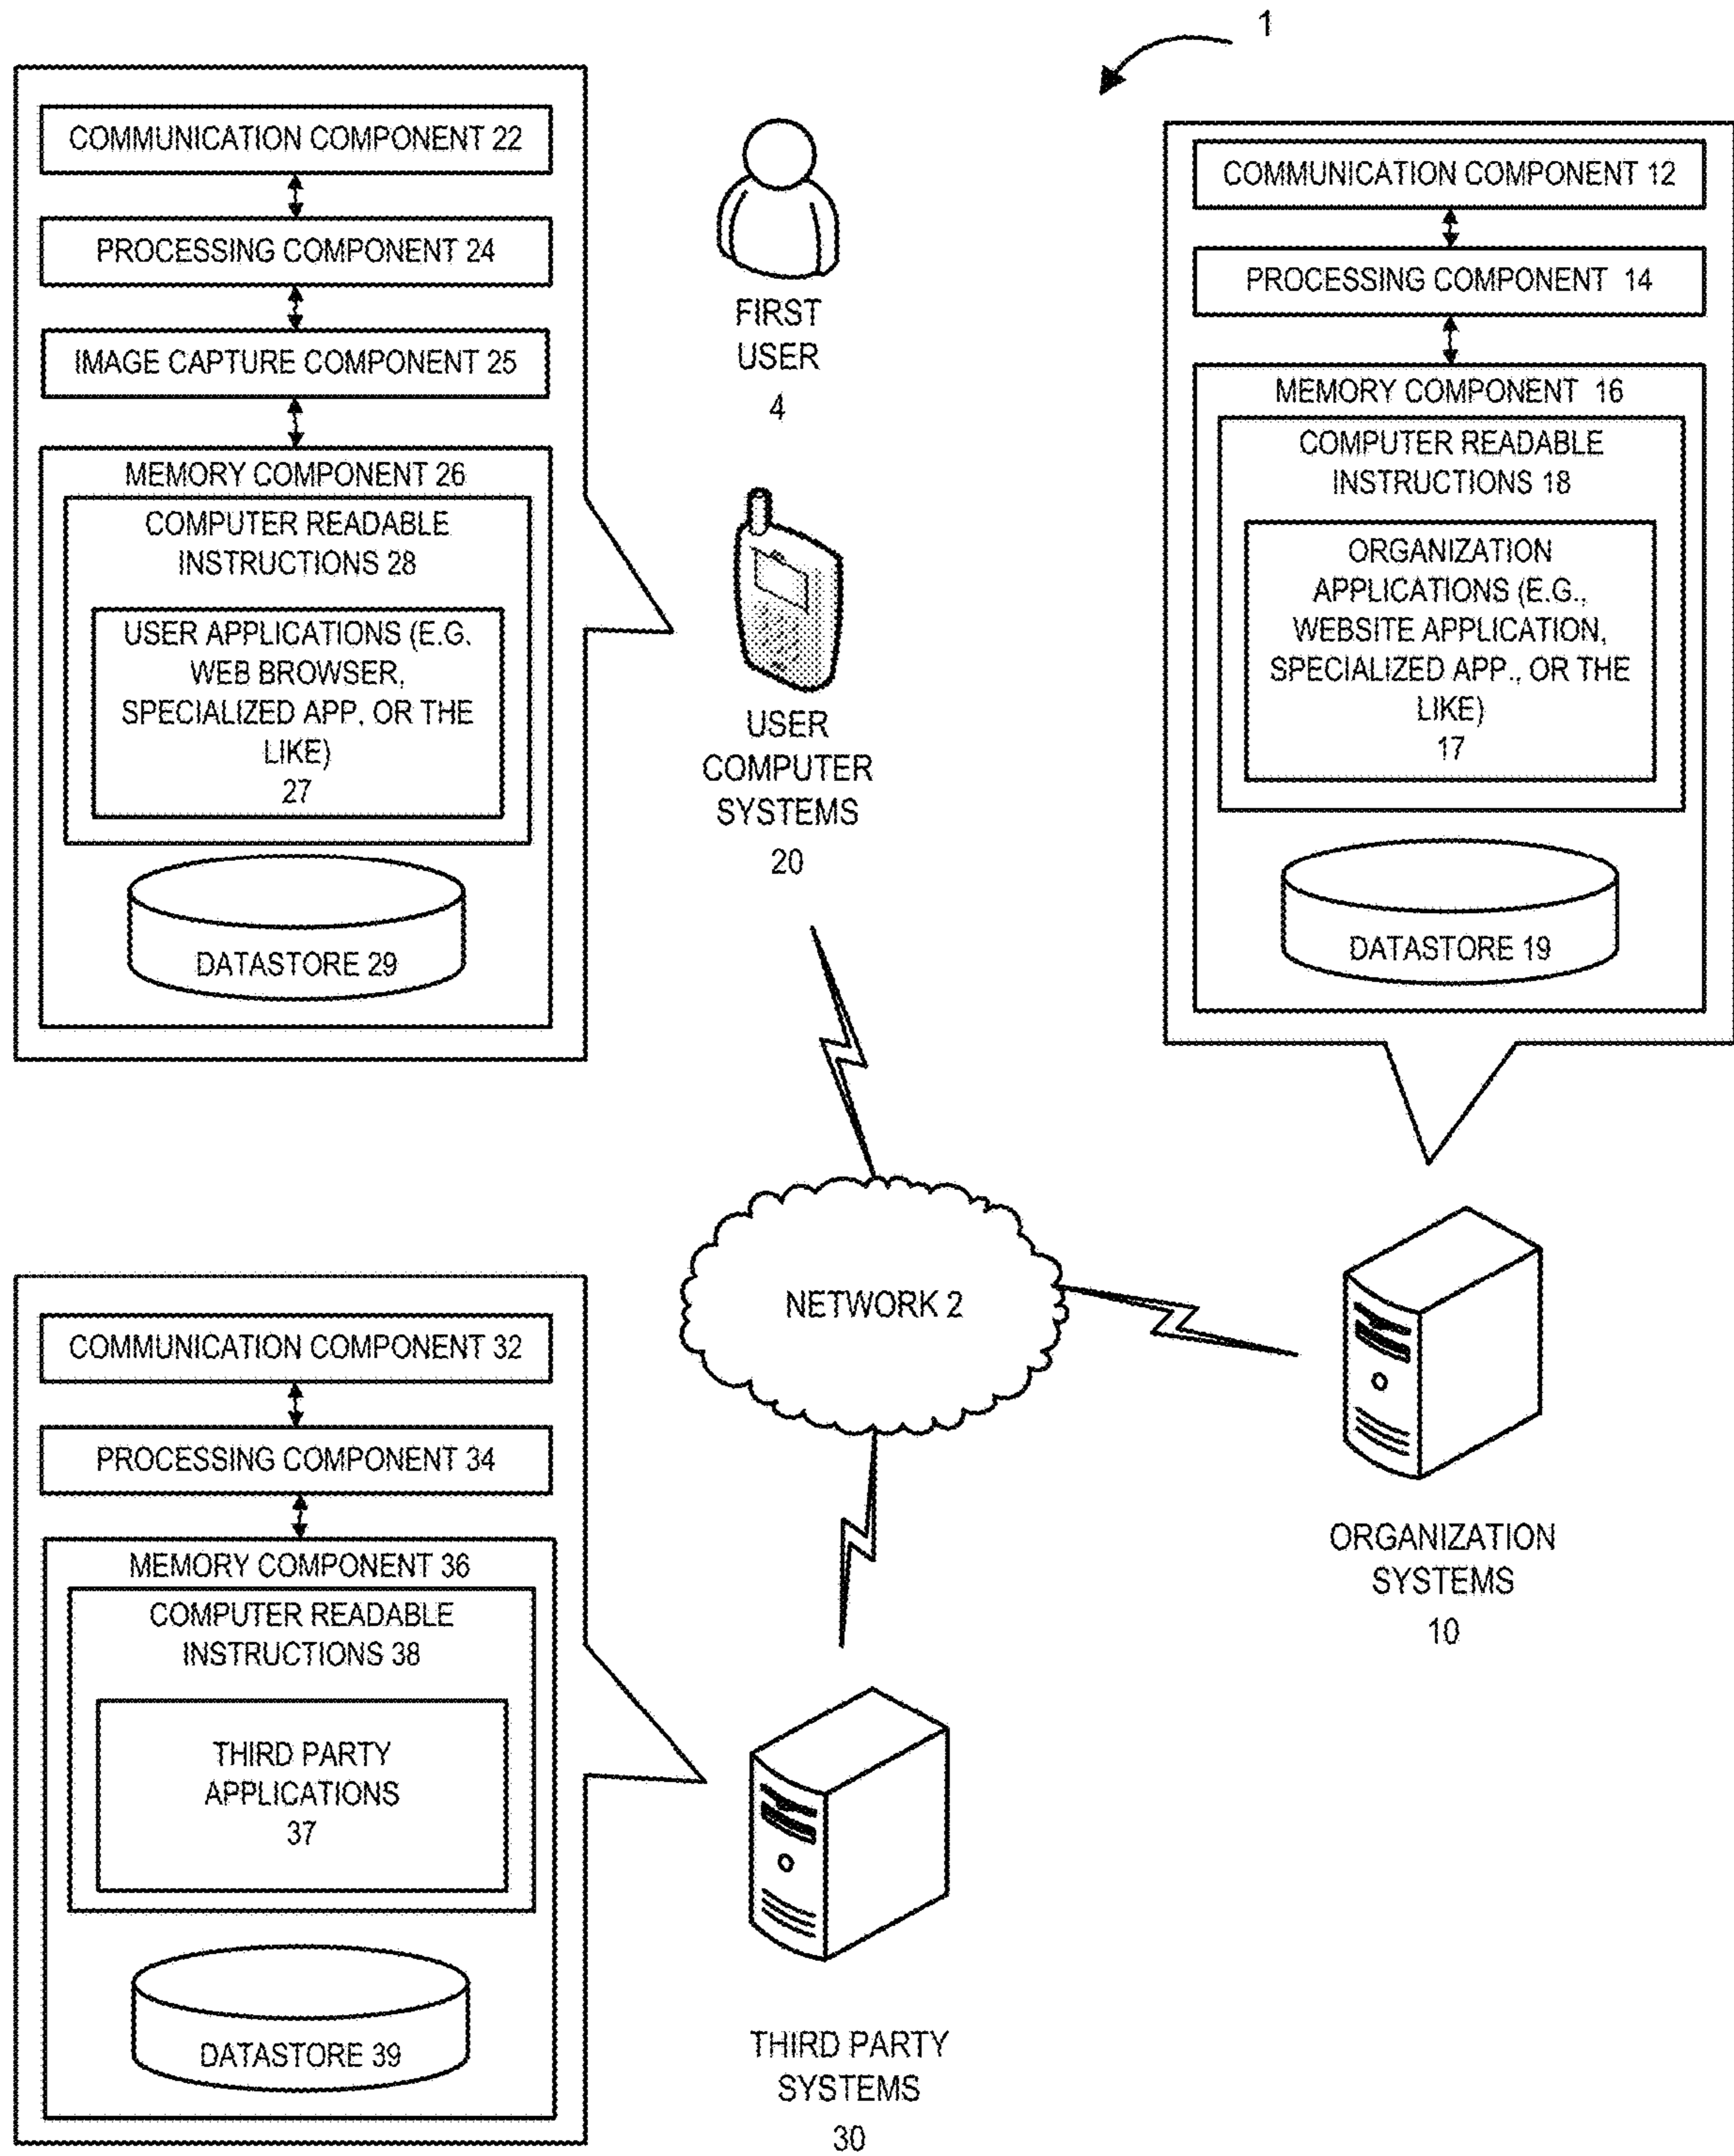 1
COMMUNICATION COMPONENT 22
PROCESSING COMPONENT 24
IMAGE CAPTURE COMPONENT 25
MEMORY COMPONENT 26
COMPUTER READABLE
INSTRUCTIONS 28
USER APPLICATIONS (E.G.
WEB BROWSER,
SPECIALIZED APP, OR THE
LIKE)
27
DATASTORE 29
FIRST
USER
4
USER
COMPUTER
SYSTEMS
20
COMMUNICATION COMPONENT 12
PROCESSING COMPONENT 14
MEMORY COMPONENT 16
COMPUTER READABLE
INSTRUCTIONS 18
ORGANIZATION
APPLICATIONS (E.G.,
WEBSITE APPLICATION,
SPECIALIZED APP., OR THE
LIKE)
17
DATASTORE 19
NETWORK 2
ORGANIZATION
SYSTEMS
10
COMMUNICATION COMPONENT 32
PROCESSING COMPONENT 34
MEMORY COMPONENT 36
COMPUTER READABLE
INSTRUCTIONS 38
THIRD PARTY
APPLICATIONS
37
DATASTORE 39
THIRD PARTY
SYSTEMS
30